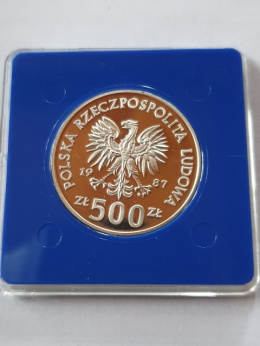 POLSKA RZECZPOSPOLITA LUDOWA
19 87
ZŁ 500 ZŁ